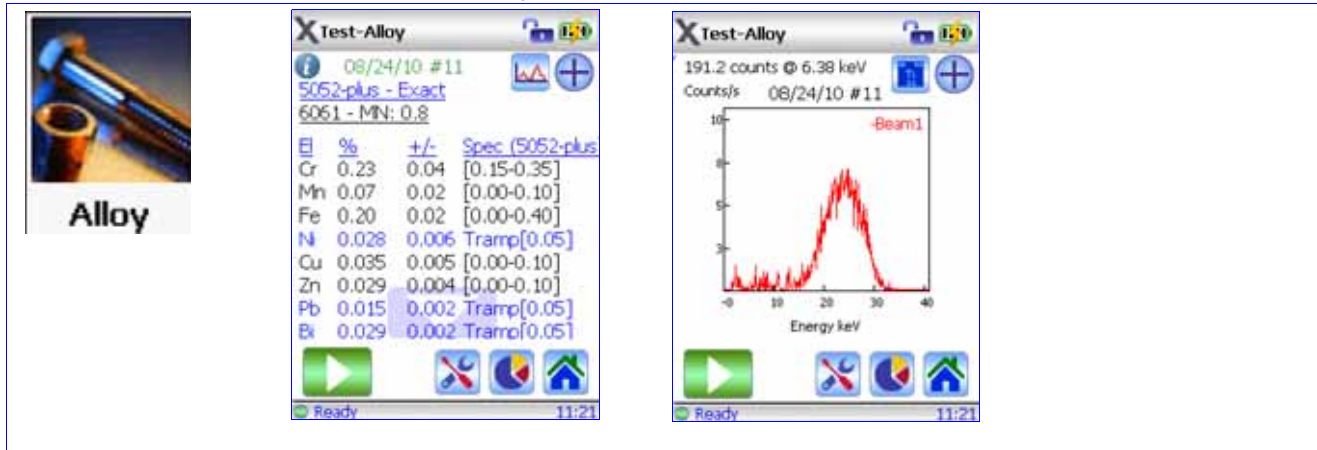 Alloy
Test-Alloy
08/24/10 #11
5052-plus - Exact
6061 - MN: 0.8
El % +/- Spec (5052-plus
Cr 0.23 0.04 [0.15-0.35]
Mn 0.07 0.02 [0.00-0.10]
Fe 0.20 0.02 [0.00-0.40]
Ni 0.028 0.006 Tramp[0.05]
Cu 0.035 0.005 [0.00-0.10]
Zn 0.029 0.004 [0.00-0.10]
Pb 0.015 0.002 Tramp[0.05]
Bi 0.029 0.002 Tramp[0.05]
Ready 11:21
Test-Alloy
191.2 counts @ 6.38 keV
Counts/s 08/24/10 #11
-Beam1
10
5
3
-0 10 20 30 40
Energy keV
Ready 11:21